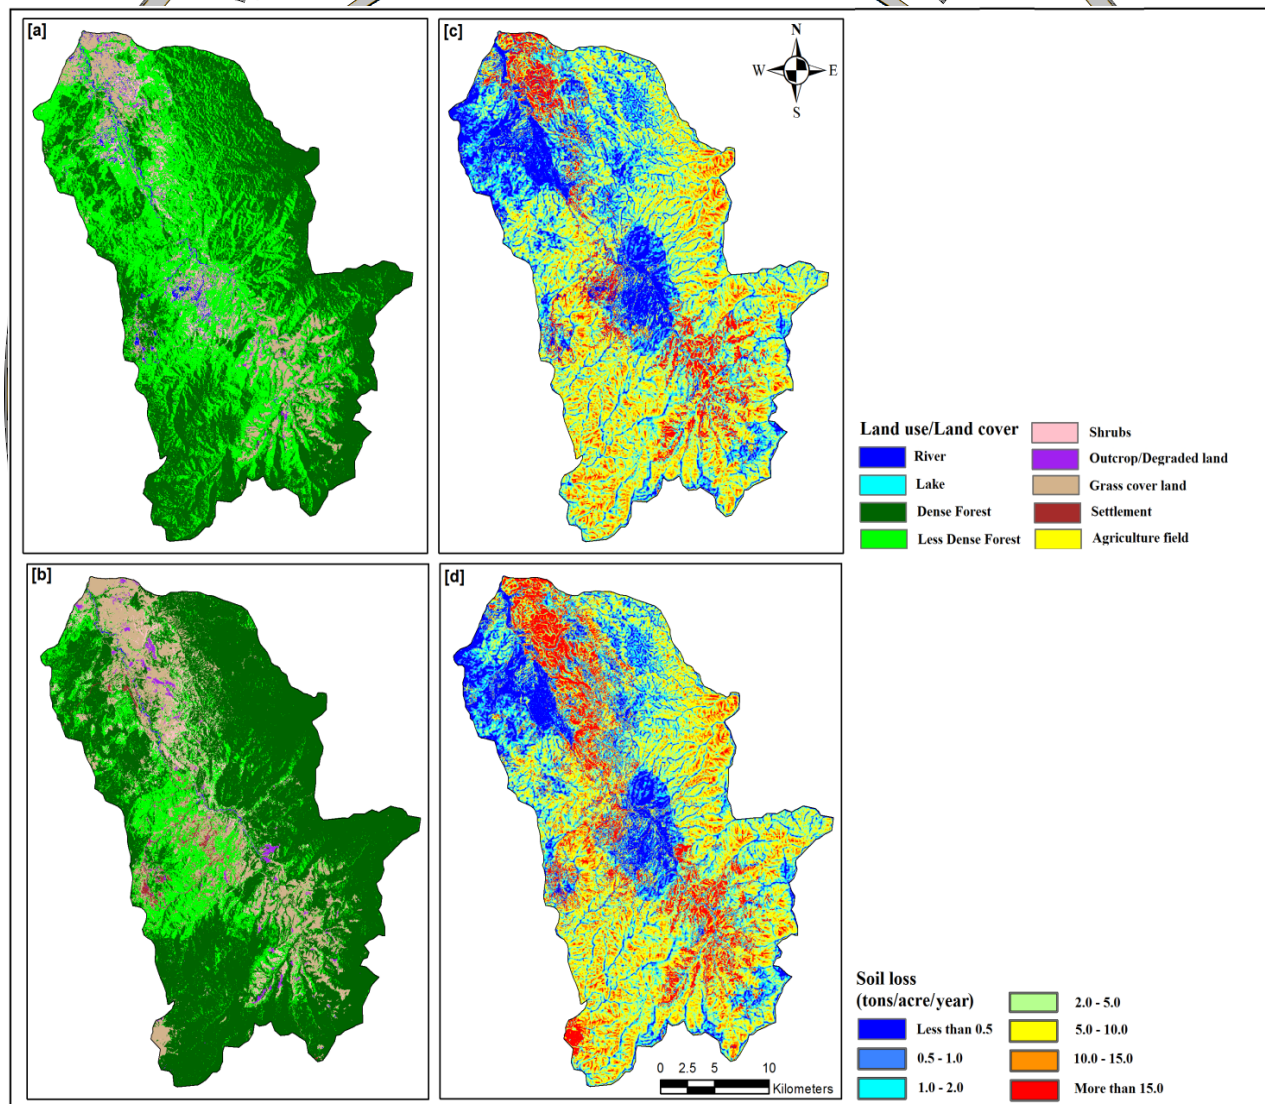 [a]
[c]
N
W
E
S
Land use/Land cover
River
Lake
Dense Forest
Less Dense Forest
Shrubs
Outcrop/Degraded land
Grass cover land
Settlement
Agriculture field
[b]
[d]
0 2.5 5 10
Kilometers
Soil loss
(tons/acre/year)
Less than 0.5
0.5 - 1.0
1.0 - 2.0
2.0 - 5.0
5.0 - 10.0
10.0 - 15.0
More than 15.0